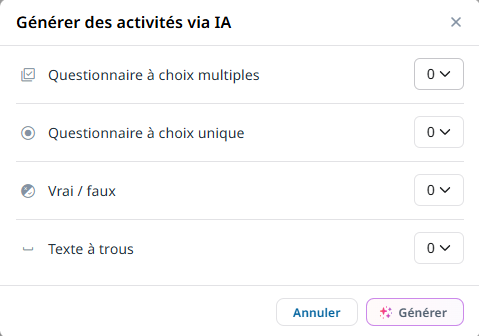 Générer des activités via IA
Questionnaire à choix multiples 0
Questionnaire à choix unique 0
Vrai / faux 0
Texte à trous 0
Annuler Générer